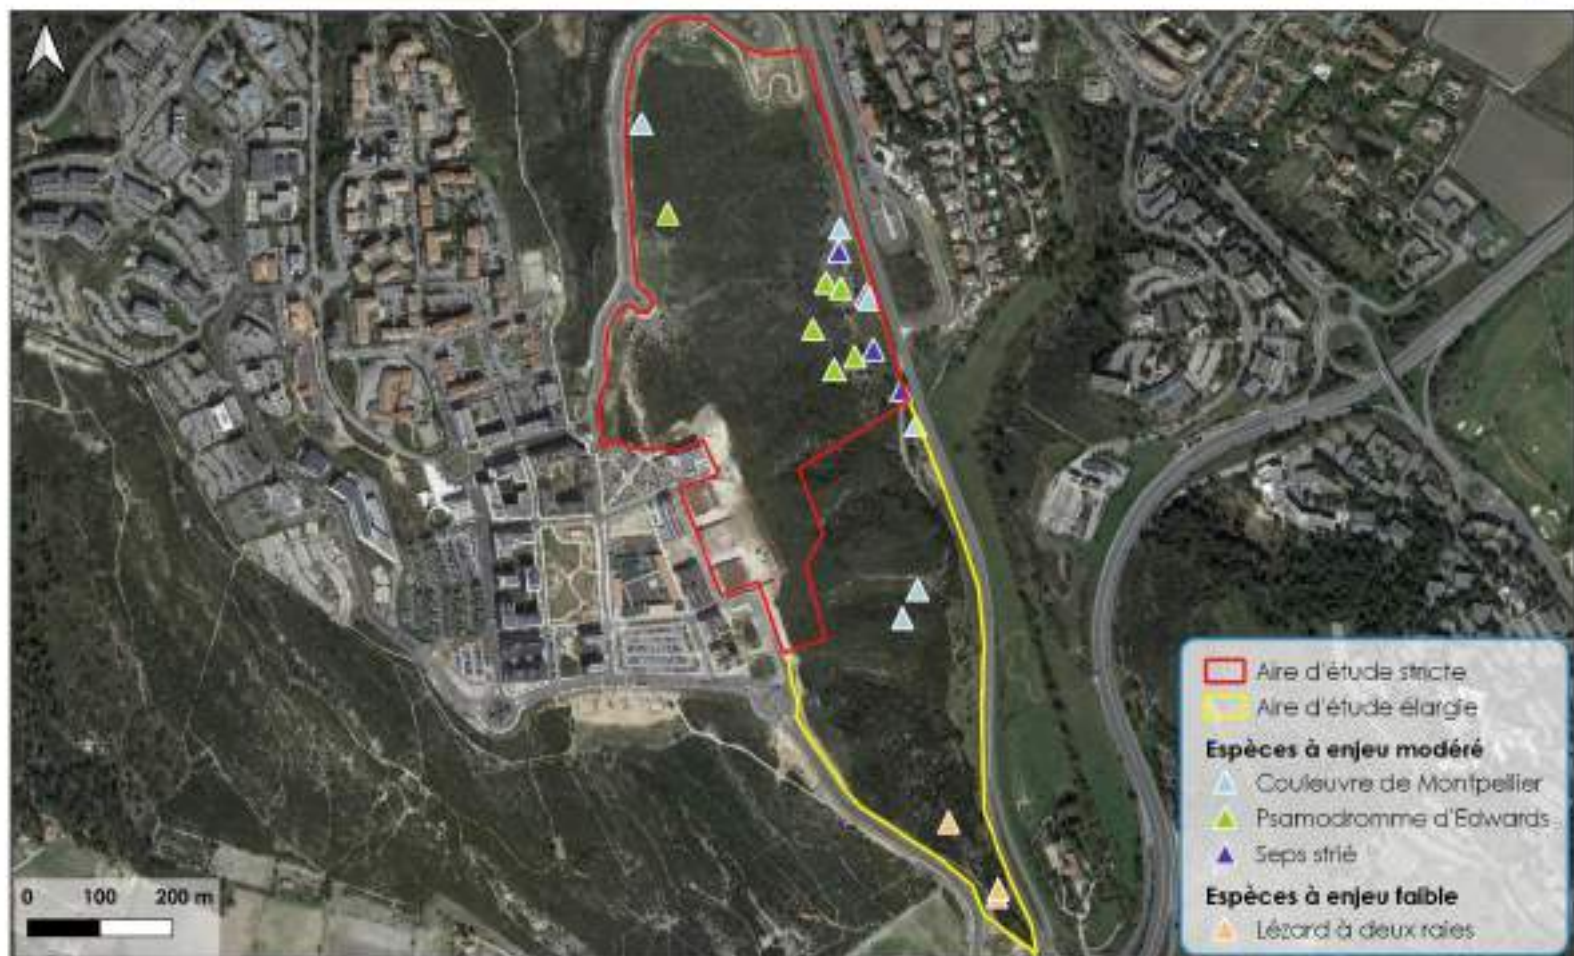 Aire d'étude stricte
Aire d'étude élargie
Espèces à enjeu modéré
Couleuvre de Montpellier
Psamodromme d'Edwards
Seps strié
Espèces à enjeu faible
Lézard à deux raies
0 100 200 m